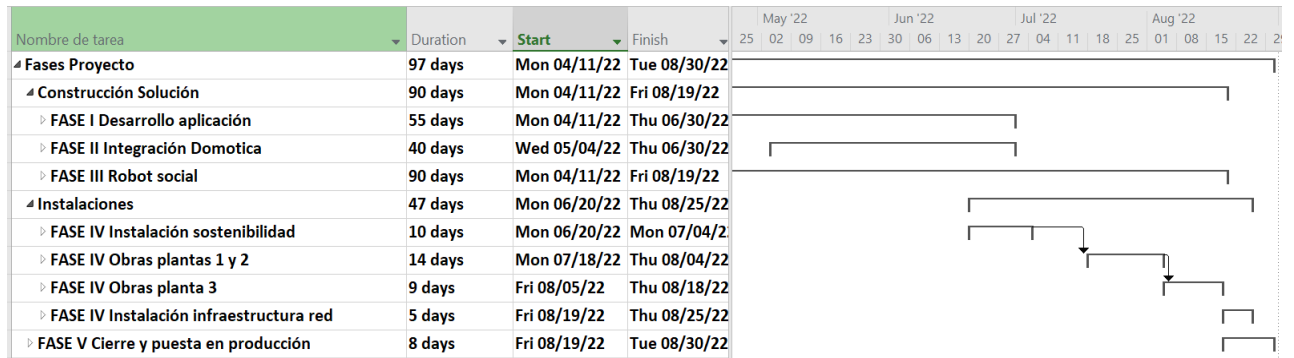 Nombre de tarea Duration Start Finish May '22 Jun '22 Jul '22 Aug '22
25 02 09 16 23 30 06 13 20 27 04 11 18 25 01 08 15 22 29
Fases Proyecto 97 days Mon 04/11/22 Tue 08/30/22
Construcción Solución 90 days Mon 04/11/22 Fri 08/19/22
FASE I Desarrollo aplicación 55 days Mon 04/11/22 Thu 06/30/22
FASE II Integración Domotica 40 days Wed 05/04/22 Thu 06/30/22
FASE III Robot social 90 days Mon 04/11/22 Fri 08/19/22
Instalaciones 47 days Mon 06/20/22 Thu 08/25/22
FASE IV Instalación sostenibilidad 10 days Mon 06/20/22 Mon 07/04/2
FASE IV Obras plantas 1 y 2 14 days Mon 07/18/22 Thu 08/04/22
FASE IV Obras planta 3 9 days Fri 08/05/22 Thu 08/18/22
FASE IV Instalación infraestructura red 5 days Fri 08/19/22 Thu 08/25/22
FASE V Cierre y puesta en producción 8 days Fri 08/19/22 Tue 08/30/22